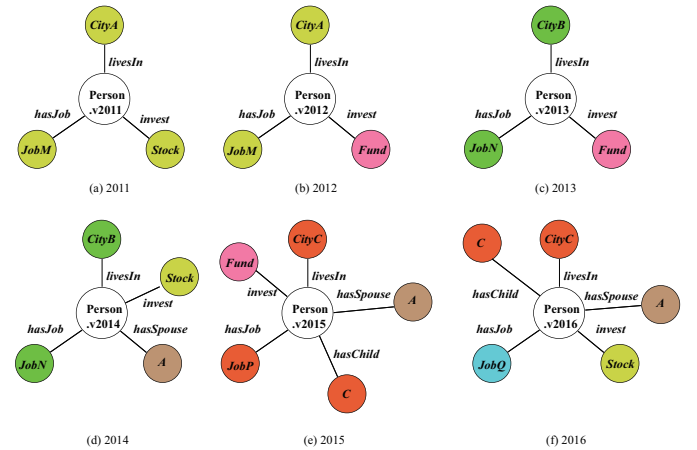 CityA
livesIn
Person
.v2011
hasJob
invest
JobM
Stock
(a) 2011
CityA
livesIn
Person
.v2012
hasJob
invest
JobM
Fund
(b) 2012
CityB
livesIn
Person
.v2013
hasJob
invest
JobN
Fund
(c) 2013
CityB
livesIn
Stock
invest
Person
.v2014
hasJob
hasSpouse
JobN
A
(d) 2014
CityC
Fund
livesIn
invest
hasSpouse
A
Person
.v2015
hasJob
hasChild
JobP
C
(e) 2015
C
CityC
livesIn
hasChild
hasSpouse
A
Person
.v2016
hasJob
invest
JobQ
Stock
(f) 2016